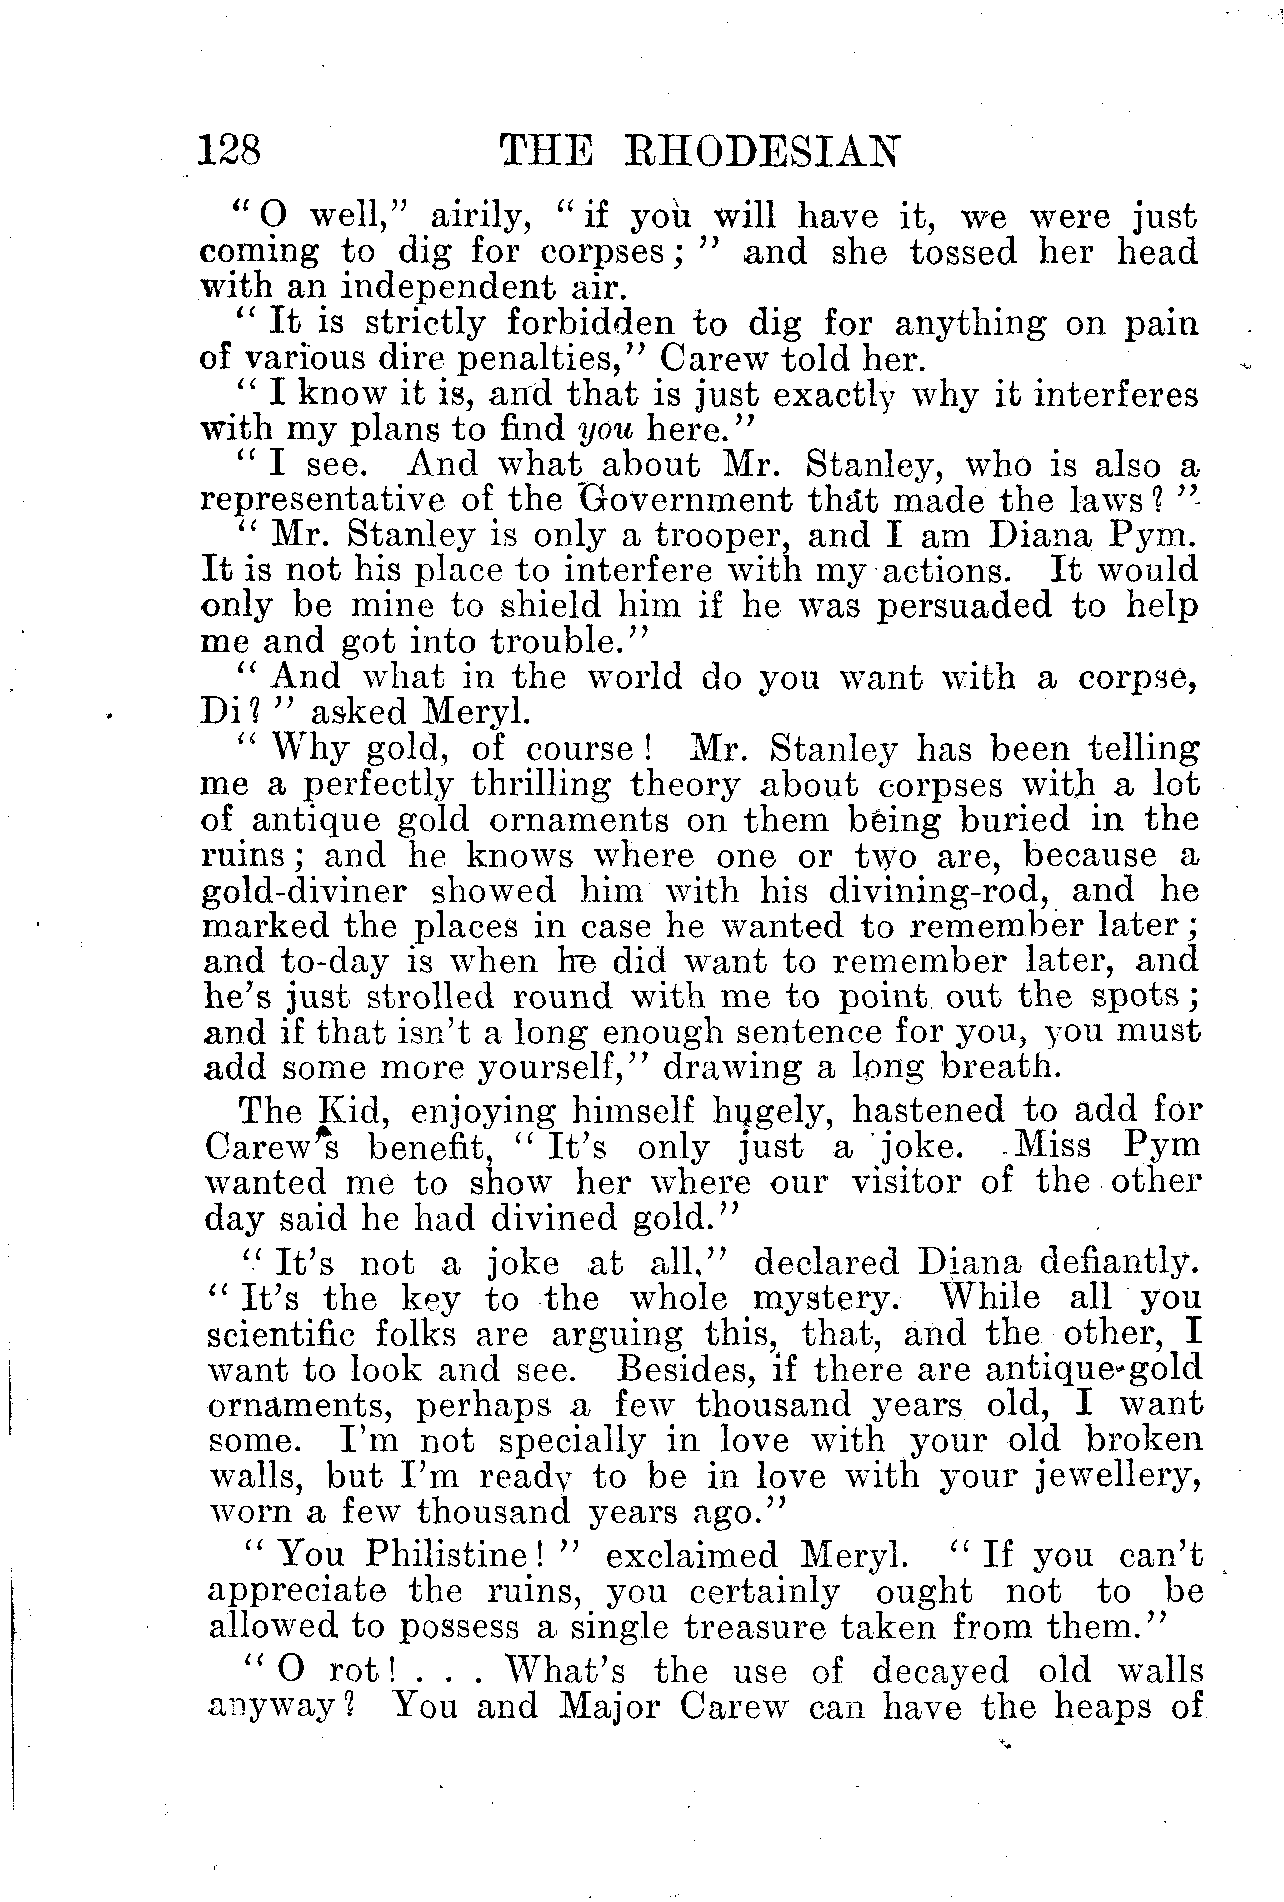 128 THE RHODESIAN
“ O well,” airily, “ if you will have it, we were just
coming to dig for corpses ; ” and she tossed her head
with an independent air.
“ It is strictly forbidden to dig for anything on pain
of various dire penalties,” Carew told her.
“ I know it is, and that is just exactly why it interferes
with my plans to find you here.”
“ I see. And what about Mr. Stanley, who is also a
representative of the Government that made the laws ? ”
“ Mr. Stanley is only a trooper, and I am Diana Pym.
It is not his place to interfere with my actions. It would
only be mine to shield him if he was persuaded to help
me and got into trouble.”
“ And what in the world do you want with a corpse,
Di ? ” asked Meryl.
“ Why gold, of course ! Mr. Stanley has been telling
me a perfectly thrilling theory about corpses with a lot
of antique gold ornaments on them being buried in the
ruins ; and he knows where one or two are, because a
gold-diviner showed him with his divining-rod, and he
marked the places in case he wanted to remember later ;
and to-day is when he did want to remember later, and
he’s just strolled round with me to point out the spots ;
and if that isn’t a long enough sentence for you, you must
add some more yourself,” drawing a long breath.
The Kid, enjoying himself hugely, hastened to add for
Carew’s benefit, “ It’s only just a joke. Miss Pym
wanted me to show her where our visitor of the other
day said he had divined gold.”
“ It’s not a joke at all,” declared Diana defiantly.
“ It’s the key to the whole mystery. While all you
scientific folks are arguing this, that, and the other, I
want to look and see. Besides, if there are antique-gold
ornaments, perhaps a few thousand years old, I want
some. I’m not specially in love with your old broken
walls, but I’m ready to be in love with your jewellery,
worn a few thousand years ago.”
“ You Philistine ! ” exclaimed Meryl. “ If you can’t
appreciate the ruins, you certainly ought not to be
allowed to possess a single treasure taken from them.”
“ O rot ! . . . What’s the use of decayed old walls
anyway ? You and Major Carew can have the heaps of